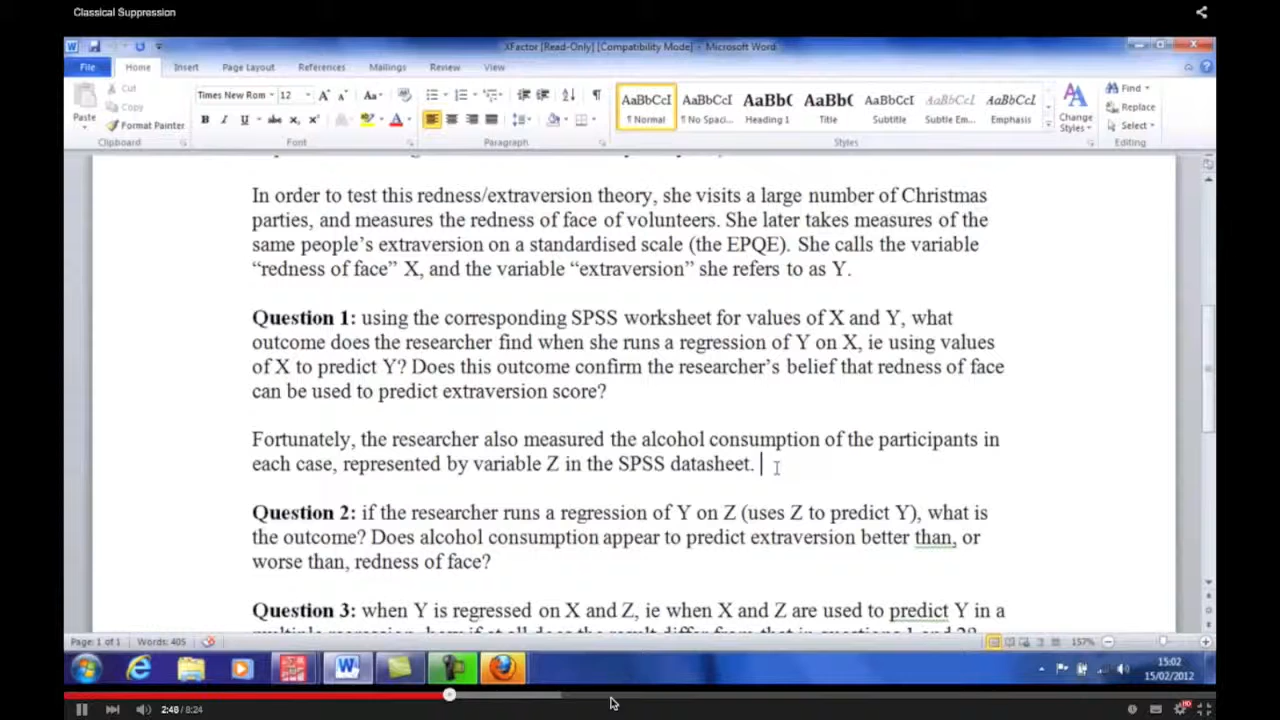 Classical Suppression
XFactor [Read-Only] [Compatibility Mode] - Microsoft Word
File Home Insert Page Layout References Mailings Review View
Paste
Cut
Copy
Format Painter
Clipboard
Times New Rom 12
Font
Paragraph
AaBbCcI AaBbCcI AaBb( AaBb( AaBbCcI AaBbCcI AaBbCcI
¶ Normal ¶ No Spaci... Heading 1 Title Subtitle Subtle Em... Emphasis
Styles
Change
Styles
Find
Replace
Select
Editing
In order to test this redness/extraversion theory, she visits a large number of Christmas
parties, and measures the redness of face of volunteers. She later takes measures of the
same people's extraversion on a standardised scale (the EPQE). She calls the variable
“redness of face” X, and the variable “extraversion” she refers to as Y.
Question 1: using the corresponding SPSS worksheet for values of X and Y, what
outcome does the researcher find when she runs a regression of Y on X, ie using values
of X to predict Y? Does this outcome confirm the researcher's belief that redness of face
can be used to predict extraversion score?
Fortunately, the researcher also measured the alcohol consumption of the participants in
each case, represented by variable Z in the SPSS datasheet.
Question 2: if the researcher runs a regression of Y on Z (uses Z to predict Y), what is
the outcome? Does alcohol consumption appear to predict extraversion better than, or
worse than, redness of face?
Question 3: when Y is regressed on X and Z, ie when X and Z are used to predict Y in a
Page: 1 of 1 Words: 405 157%
15:02
15/02/2012
2:48 / 8:24
HD